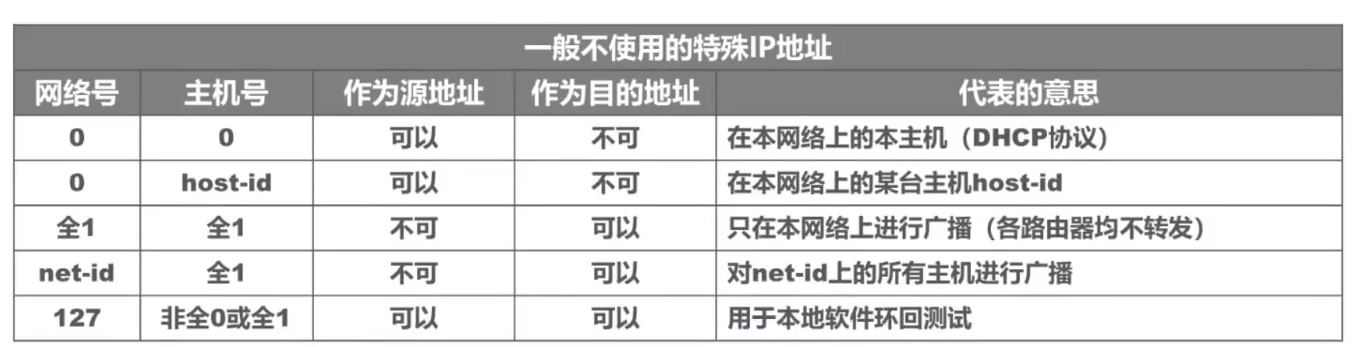 一般不使用的特殊IP地址
网络号 主机号 作为源地址 作为目的地址 代表的意思
0 0 可以 不可 在本网络上的本主机（DHCP协议）
0 host-id 可以 不可 在本网络上的某台主机host-id
全1 全1 不可 可以 只在本网络上进行广播（各路由器均不转发）
net-id 全1 不可 可以 对net-id上的所有主机进行广播
127 非全0或全1 可以 可以 用于本地软件环回测试